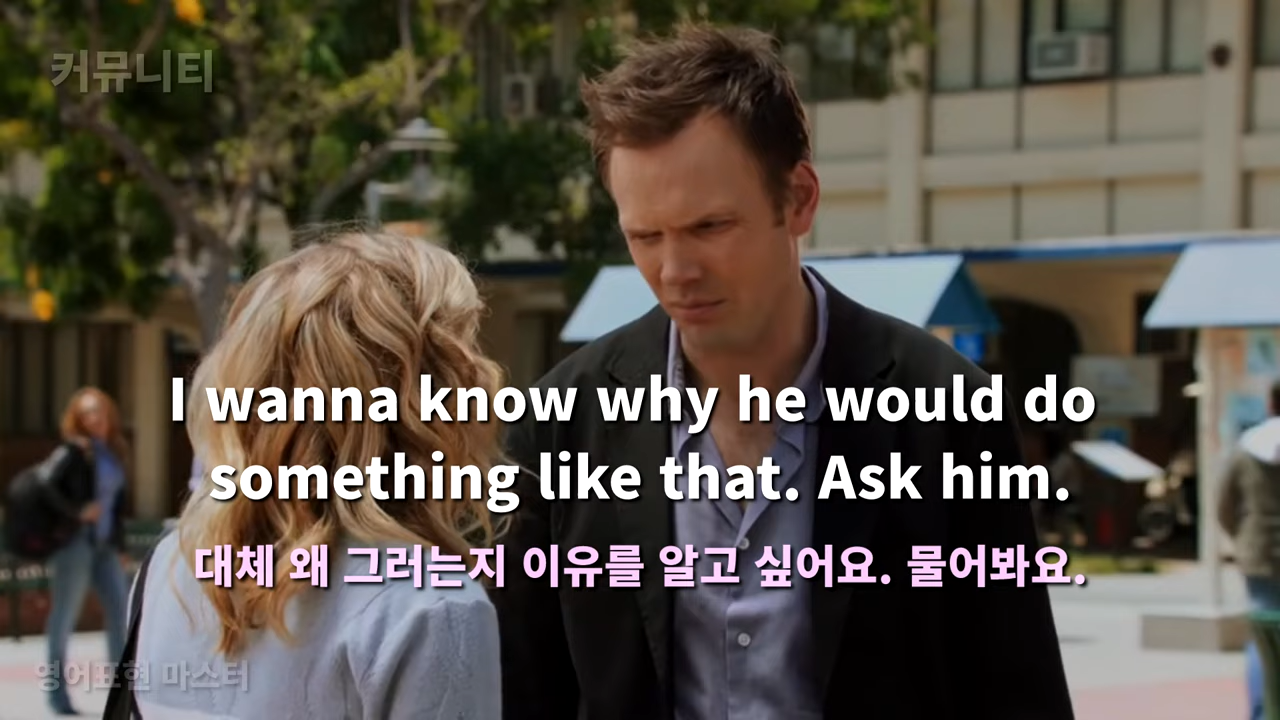 커뮤니티
I wanna know why he would do
something like that. Ask him.
대체 왜 그러는지 이유를 알고 싶어요. 물어봐요.
영어표현 마스터